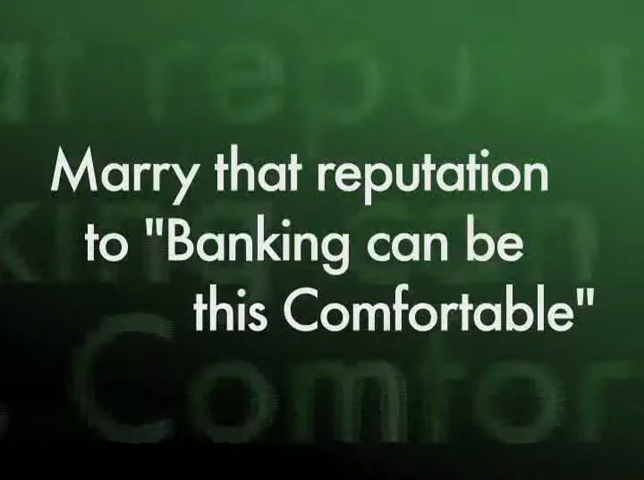 Marry that reputation
to "Banking can be
this Comfortable"